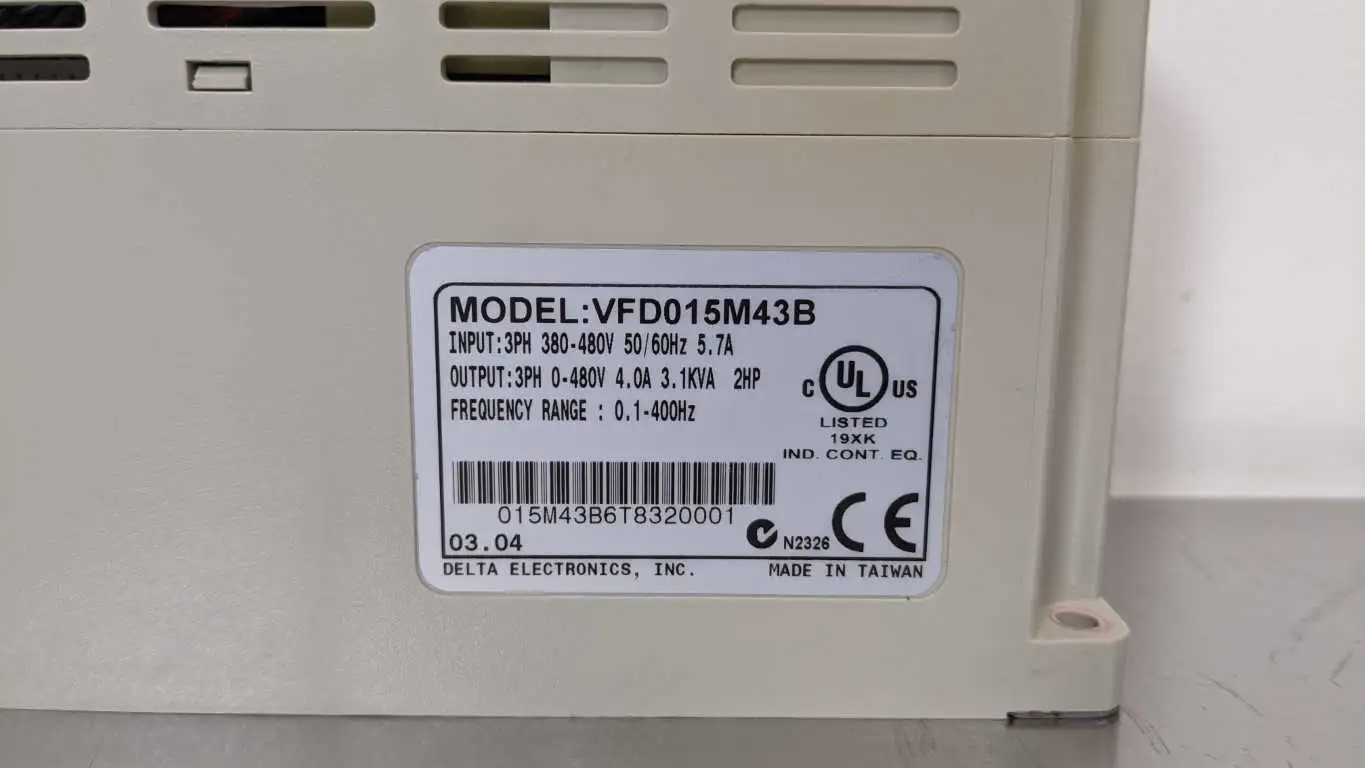 MODEL:VFD015M43B
INPUT:3PH 380-480V 50/60Hz 5.7A
OUTPUT:3PH 0-480V 4.0A 3.1KVA 2HP
FREQUENCY RANGE : 0.1-400Hz
C UL US
LISTED
19XK
IND. CONT. EQ.
015M43B6T8320001
03.04
N2326
CE
DELTA ELECTRONICS, INC. MADE IN TAIWAN